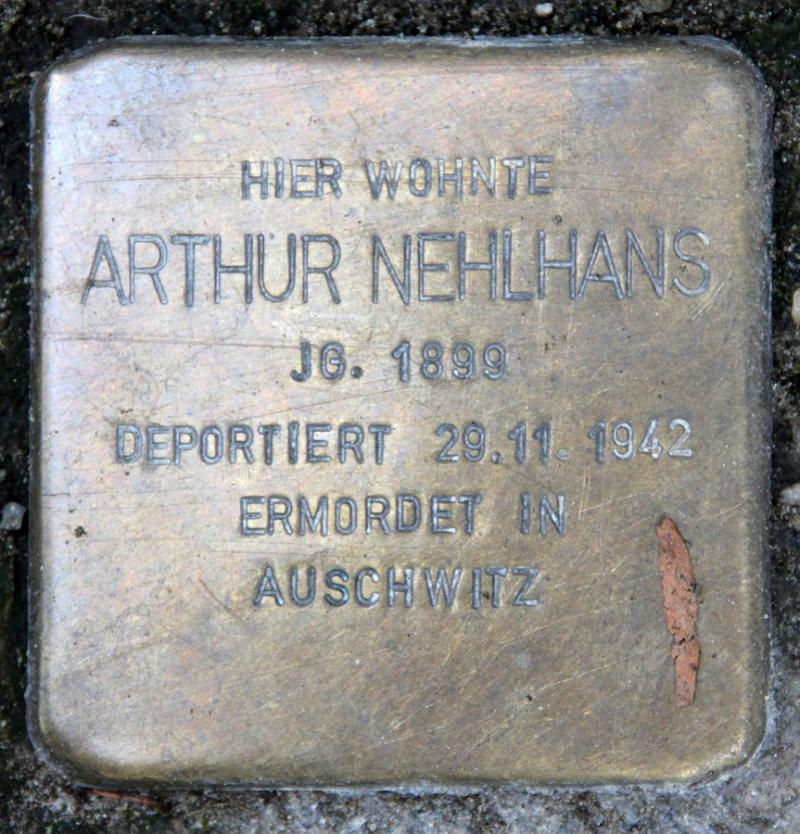 HIER WOHNTE
ARTHUR NEHLHANS
JG. 1899
DEPORTIERT 29.11.1942
ERMORDET IN
AUSCHWITZ